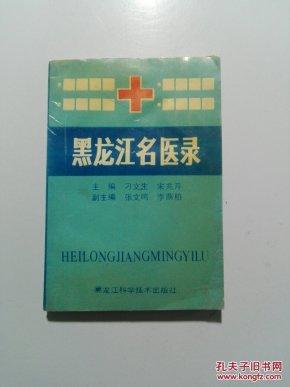 黑龙江名医录
主编 刁文生 宋兆芹
副主编 张文鸣 李荫柏
HEILONGJIANGMINGYILU
黑龙江科学技术出版社
孔夫子旧书网
www.kongfz.com